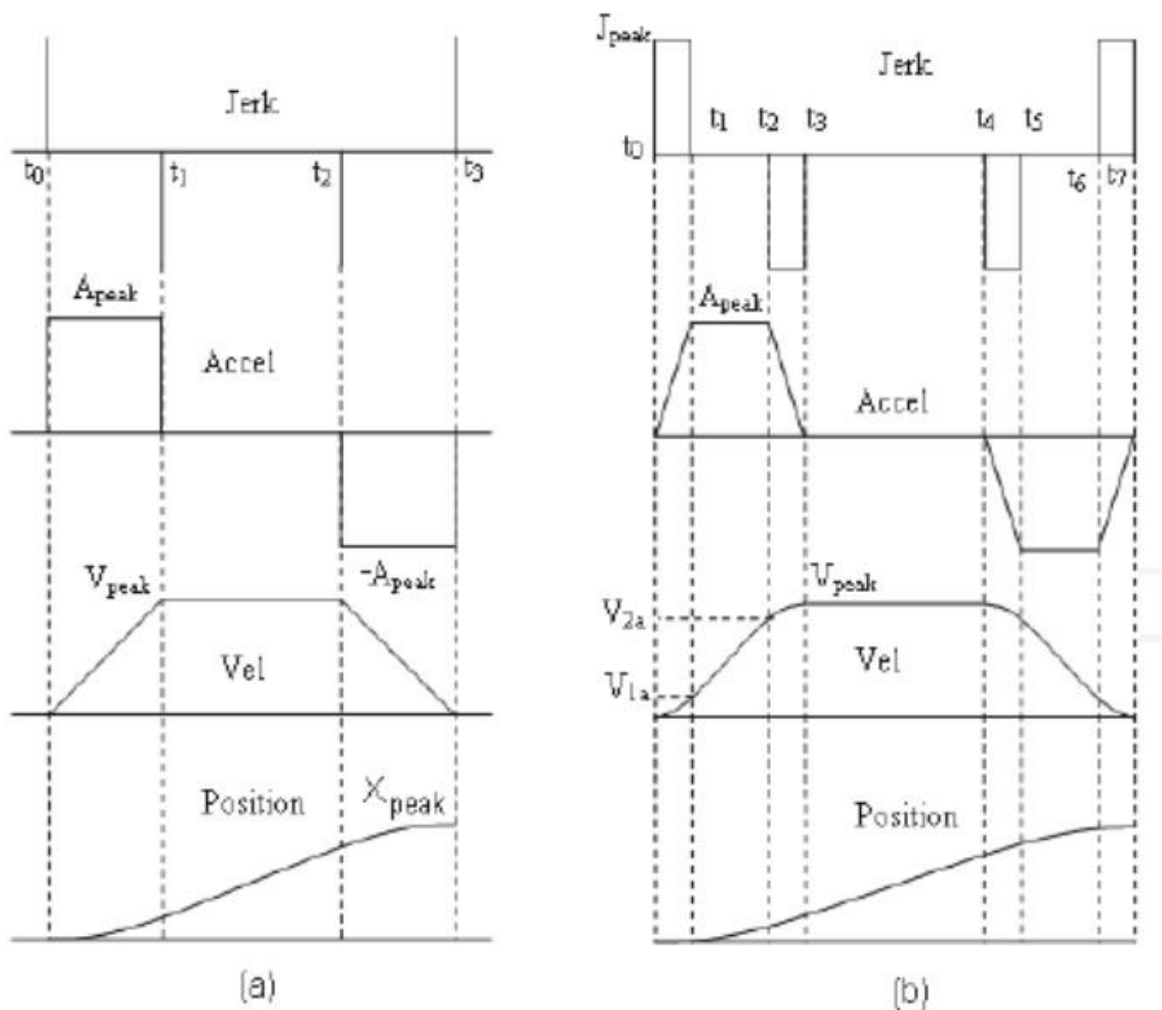 Jerk
t0 t1 t2 t3
Apeak
Accel
-Apeak
Vpeak
Vel
Position
Xpeak
(a)
Jpeak
Jerk
t1 t2 t3 t4 t5
t0
t6 t7
Apeak
Accel
Vpeak
V2a
Vel
V1a
Position
(b)